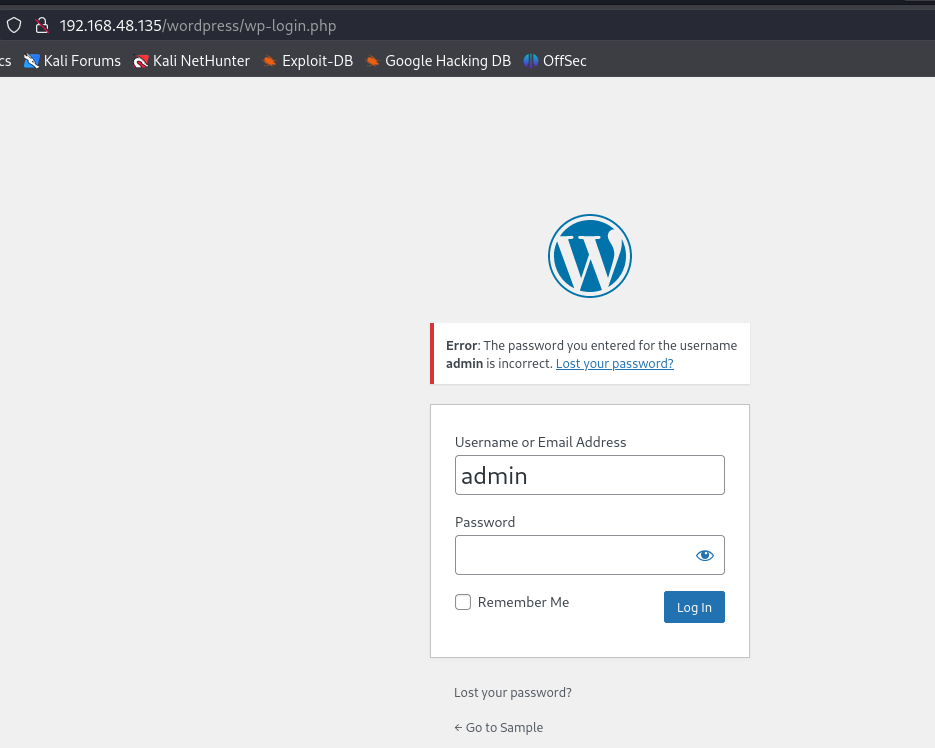 192.168.48.135/wordpress/wp-login.php
cs Kali Forums Kali NetHunter Exploit-DB Google Hacking DB OffSec
Error: The password you entered for the username
admin is incorrect. Lost your password?
Username or Email Address
admin
Password
Remember Me
Log In
Lost your password?
← Go to Sample